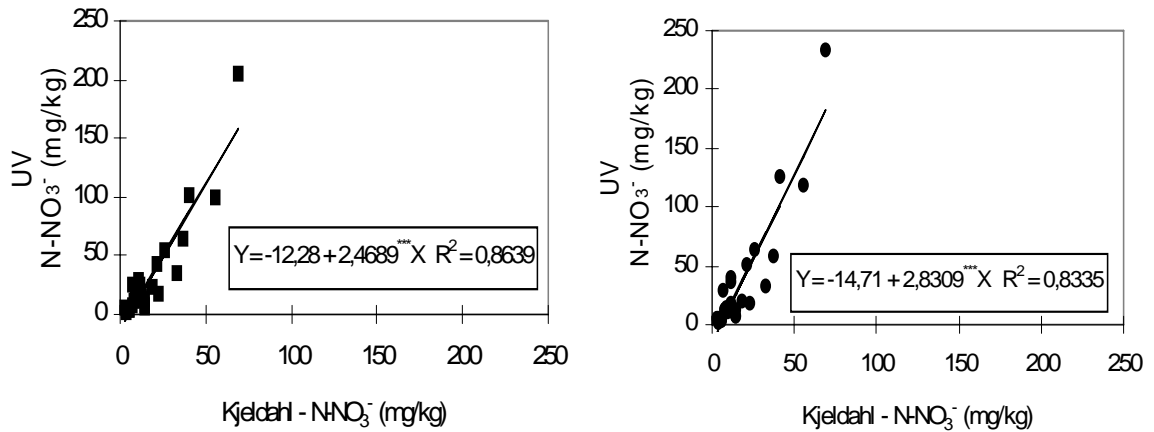 250
200
150
100
50
0
UV
N-NO₃⁻ (mg/kg)
Y = -12,28 + 2,4689***X R² = 0,8639
0 50 100 150 200 250
Kjeldahl - N-NO₃⁻ (mg/kg)
250
200
150
100
50
0
UV
N-NO₃⁻ (mg/kg)
Y = -14,71 + 2,8309***X R² = 0,8335
0 50 100 150 200 250
Kjeldahl - N-NO₃⁻ (mg/kg)